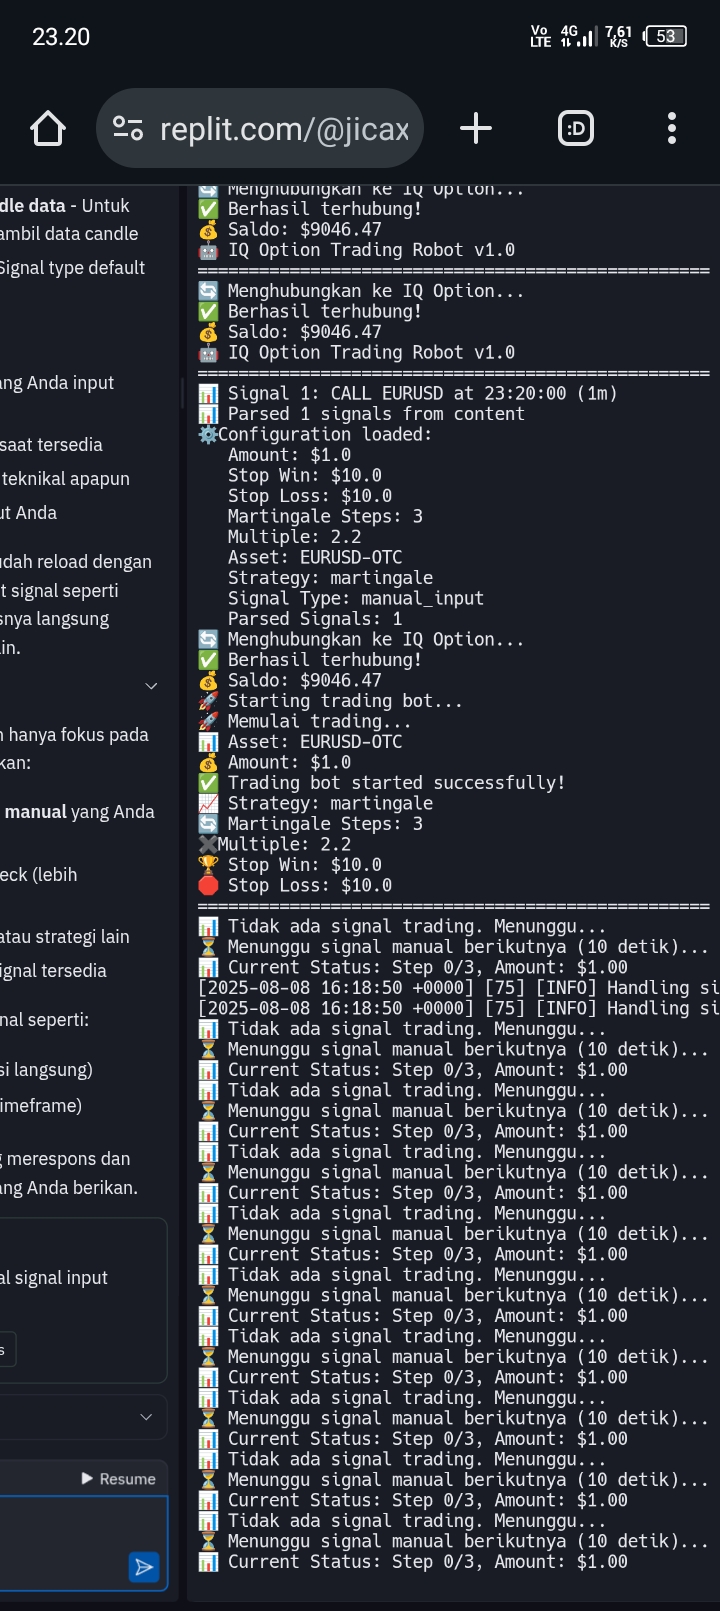 23.20
Vo LTE 4G 7,61 K/S 53
replit.com/@jicax
:D
dle data - Untuk
ambil data candle
Signal type default
ang Anda input
saat tersedia
teknikal apapun
ut Anda
udah reload dengan
t signal seperti
snya langsung
in.
n hanya fokus pada
kan:
manual yang Anda
eck (lebih
atau strategi lain
ignal tersedia
nal seperti:
si langsung)
imeframe)
g merespons dan
ang Anda berikan.
al signal input
s
Resume
🔄 Menghubungkan ke IQ Option...
✅ Berhasil terhubung!
💰 Saldo: $9046.47
🤖 IQ Option Trading Robot v1.0
==================================================
🔄 Menghubungkan ke IQ Option...
✅ Berhasil terhubung!
💰 Saldo: $9046.47
🤖 IQ Option Trading Robot v1.0
==================================================
📊 Signal 1: CALL EURUSD at 23:20:00 (1m)
📊 Parsed 1 signals from content
⚙️Configuration loaded:
Amount: $1.0
Stop Win: $10.0
Stop Loss: $10.0
Martingale Steps: 3
Multiple: 2.2
Asset: EURUSD-OTC
Strategy: martingale
Signal Type: manual_input
Parsed Signals: 1
🔄 Menghubungkan ke IQ Option...
✅ Berhasil terhubung!
💰 Saldo: $9046.47
🚀 Starting trading bot...
🚀 Memulai trading...
📊 Asset: EURUSD-OTC
💰 Amount: $1.0
✅ Trading bot started successfully!
📈 Strategy: martingale
🔄 Martingale Steps: 3
✖️Multiple: 2.2
🏆 Stop Win: $10.0
🛑 Stop Loss: $10.0
==================================================
📊 Tidak ada signal trading. Menunggu...
⏳ Menunggu signal manual berikutnya (10 detik)...
📊 Current Status: Step 0/3, Amount: $1.00
[2025-08-08 16:18:50 +0000] [75] [INFO] Handling si
[2025-08-08 16:18:50 +0000] [75] [INFO] Handling si
📊 Tidak ada signal trading. Menunggu...
⏳ Menunggu signal manual berikutnya (10 detik)...
📊 Current Status: Step 0/3, Amount: $1.00
📊 Tidak ada signal trading. Menunggu...
⏳ Menunggu signal manual berikutnya (10 detik)...
📊 Current Status: Step 0/3, Amount: $1.00
📊 Tidak ada signal trading. Menunggu...
⏳ Menunggu signal manual berikutnya (10 detik)...
📊 Current Status: Step 0/3, Amount: $1.00
📊 Tidak ada signal trading. Menunggu...
⏳ Menunggu signal manual berikutnya (10 detik)...
📊 Current Status: Step 0/3, Amount: $1.00
📊 Tidak ada signal trading. Menunggu...
⏳ Menunggu signal manual berikutnya (10 detik)...
📊 Current Status: Step 0/3, Amount: $1.00
📊 Tidak ada signal trading. Menunggu...
⏳ Menunggu signal manual berikutnya (10 detik)...
📊 Current Status: Step 0/3, Amount: $1.00
📊 Tidak ada signal trading. Menunggu...
⏳ Menunggu signal manual berikutnya (10 detik)...
📊 Current Status: Step 0/3, Amount: $1.00
📊 Tidak ada signal trading. Menunggu...
⏳ Menunggu signal manual berikutnya (10 detik)...
📊 Current Status: Step 0/3, Amount: $1.00
📊 Tidak ada signal trading. Menunggu...
⏳ Menunggu signal manual berikutnya (10 detik)...
📊 Current Status: Step 0/3, Amount: $1.00